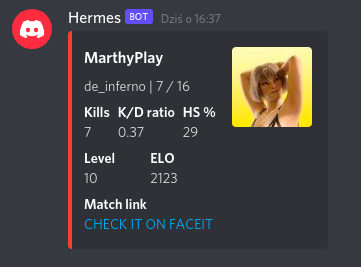 Hermes BOT Dziś o 16:37
MarthyPlay
de_inferno | 7 / 16
Kills K/D ratio HS %
7 0.37 29
Level ELO
10 2123
Match link
CHECK IT ON FACEIT